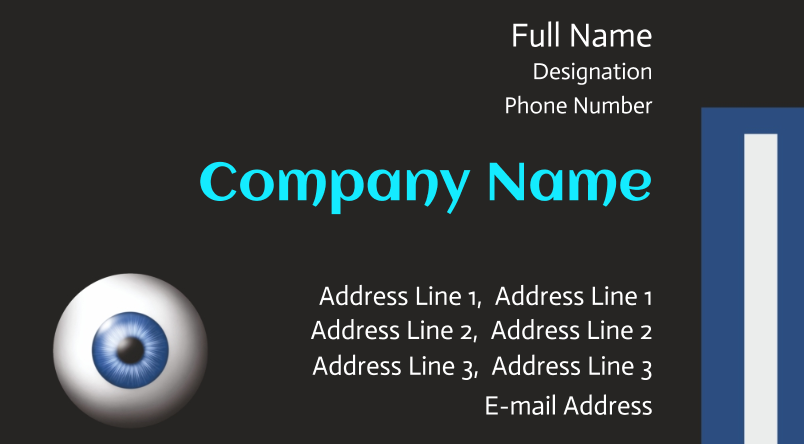 Full Name
Designation
Phone Number
Company Name
Address Line 1, Address Line 1
Address Line 2, Address Line 2
Address Line 3, Address Line 3
E-mail Address